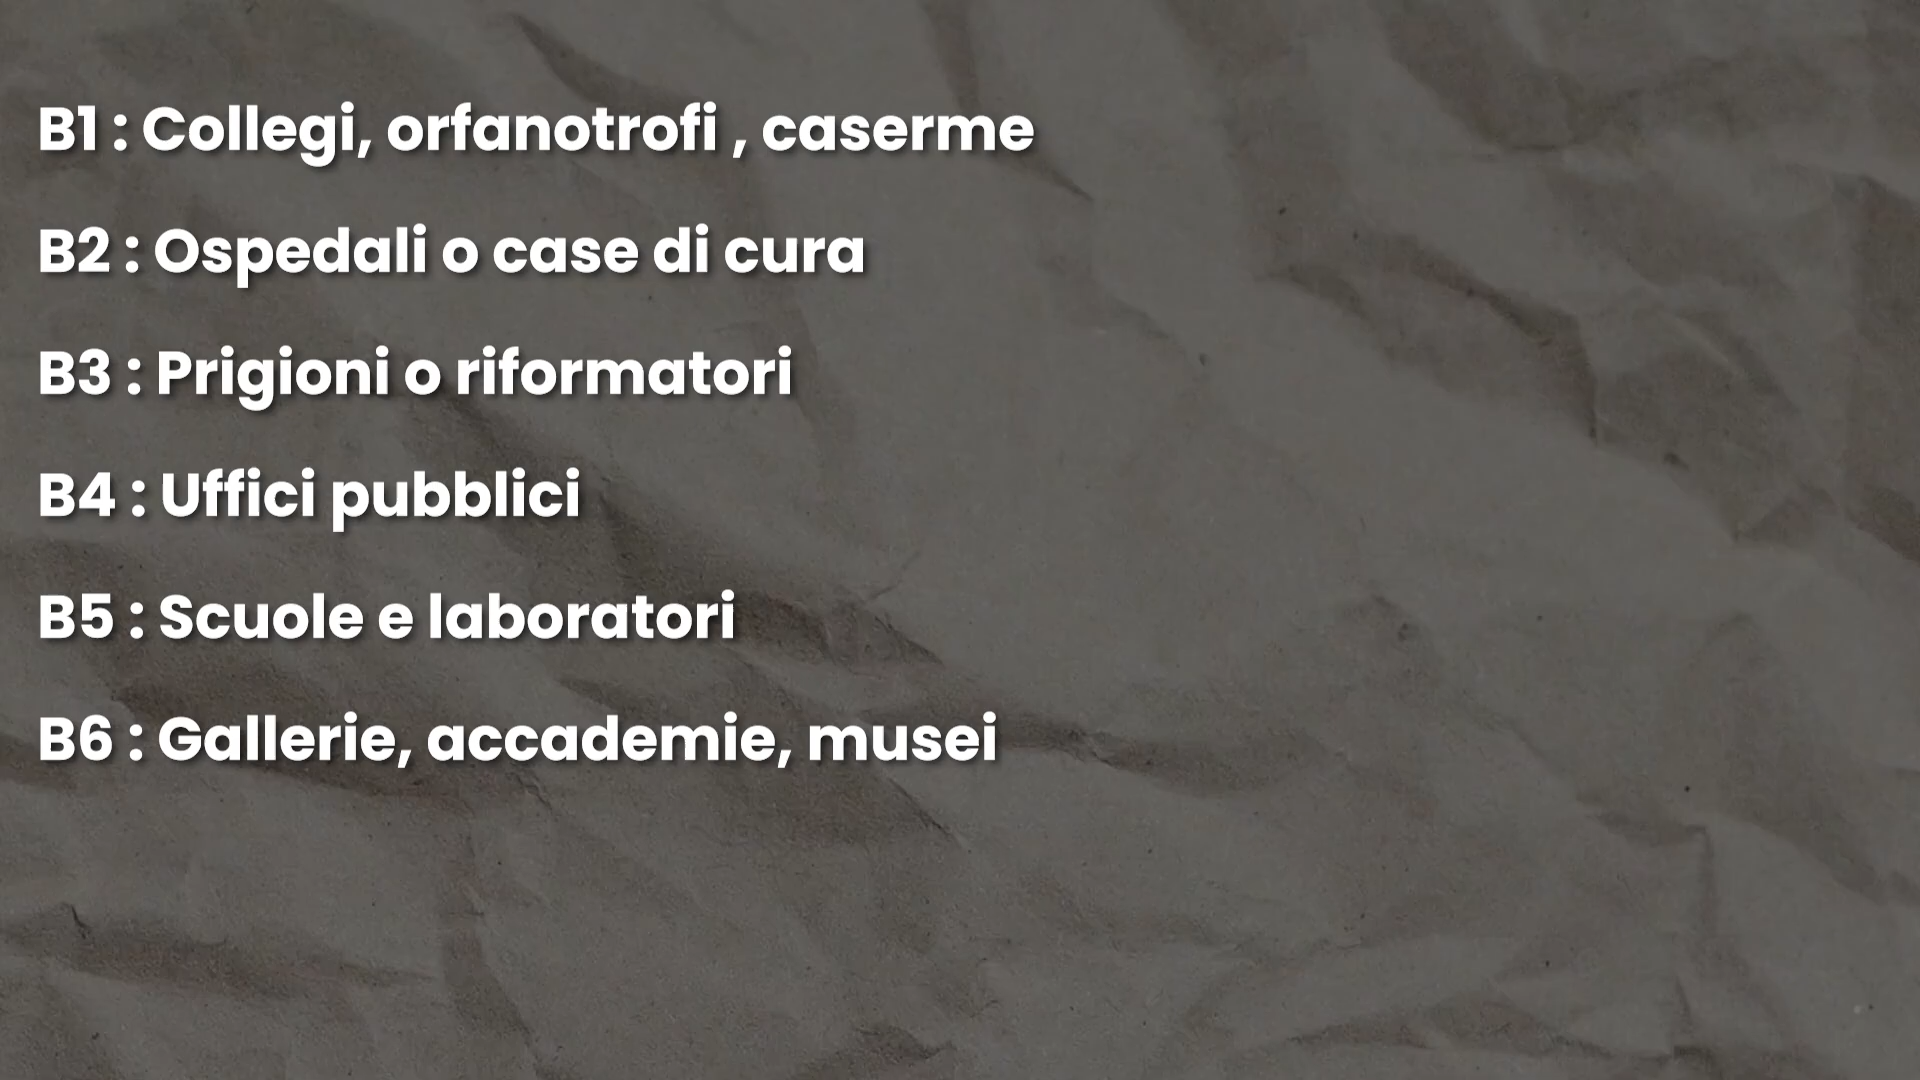 B1 : Collegi, orfanotrofi , caserme
B2 : Ospedali o case di cura
B3 : Prigioni o riformatori
B4 : Uffici pubblici
B5 : Scuole e laboratori
B6 : Gallerie, accademie, musei